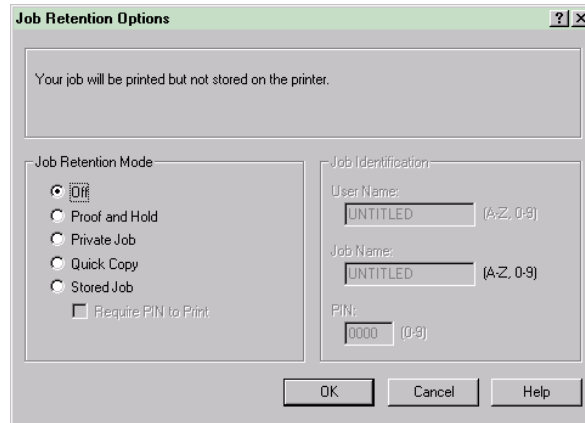 Job Retention Options
Your job will be printed but not stored on the printer.
Job Retention Mode
Off
Proof and Hold
Private Job
Quick Copy
Stored Job
Require PIN to Print
Job Identification
User Name:
UNTITLED (A-Z, 0-9)
Job Name:
UNTITLED (A-Z, 0-9)
PIN:
0000 (0-9)
OK Cancel Help